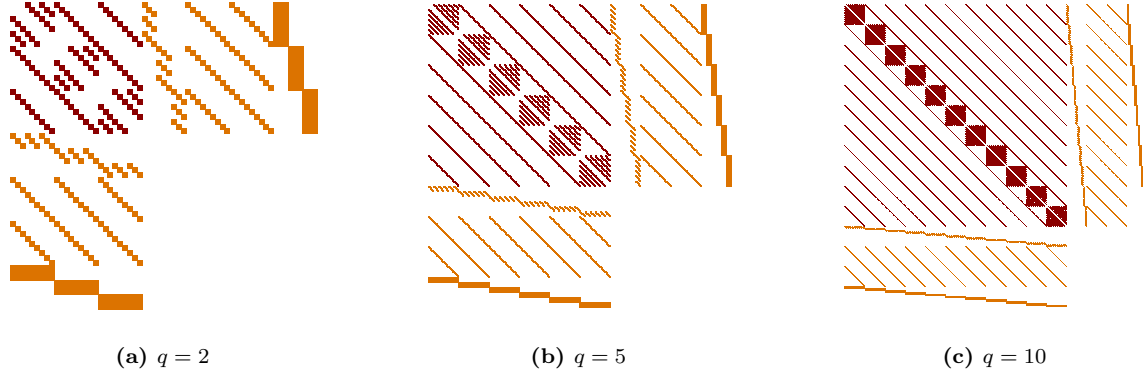 (a) q = 2
(b) q = 5
(c) q = 10